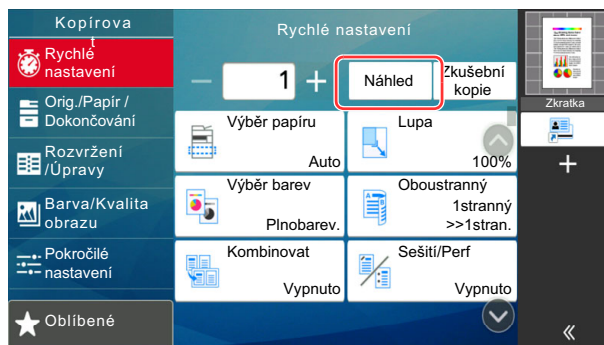 Kopírova
t
Rychlé
nastavení
Orig./Papír /
Dokončování
Rozvržení
/Úpravy
Barva/Kvalita
obrazu
Pokročilé
nastavení
Oblíbené
Rychlé nastavení
1
Náhled
Zkušební
kopie
Výběr papíru
Auto
Lupa
100%
Výběr barev
Plnobarev.
Oboustranný
1stranný
>>1stran.
Kombinovat
Vypnuto
Sešití/Perf
Vypnuto
Zkratka